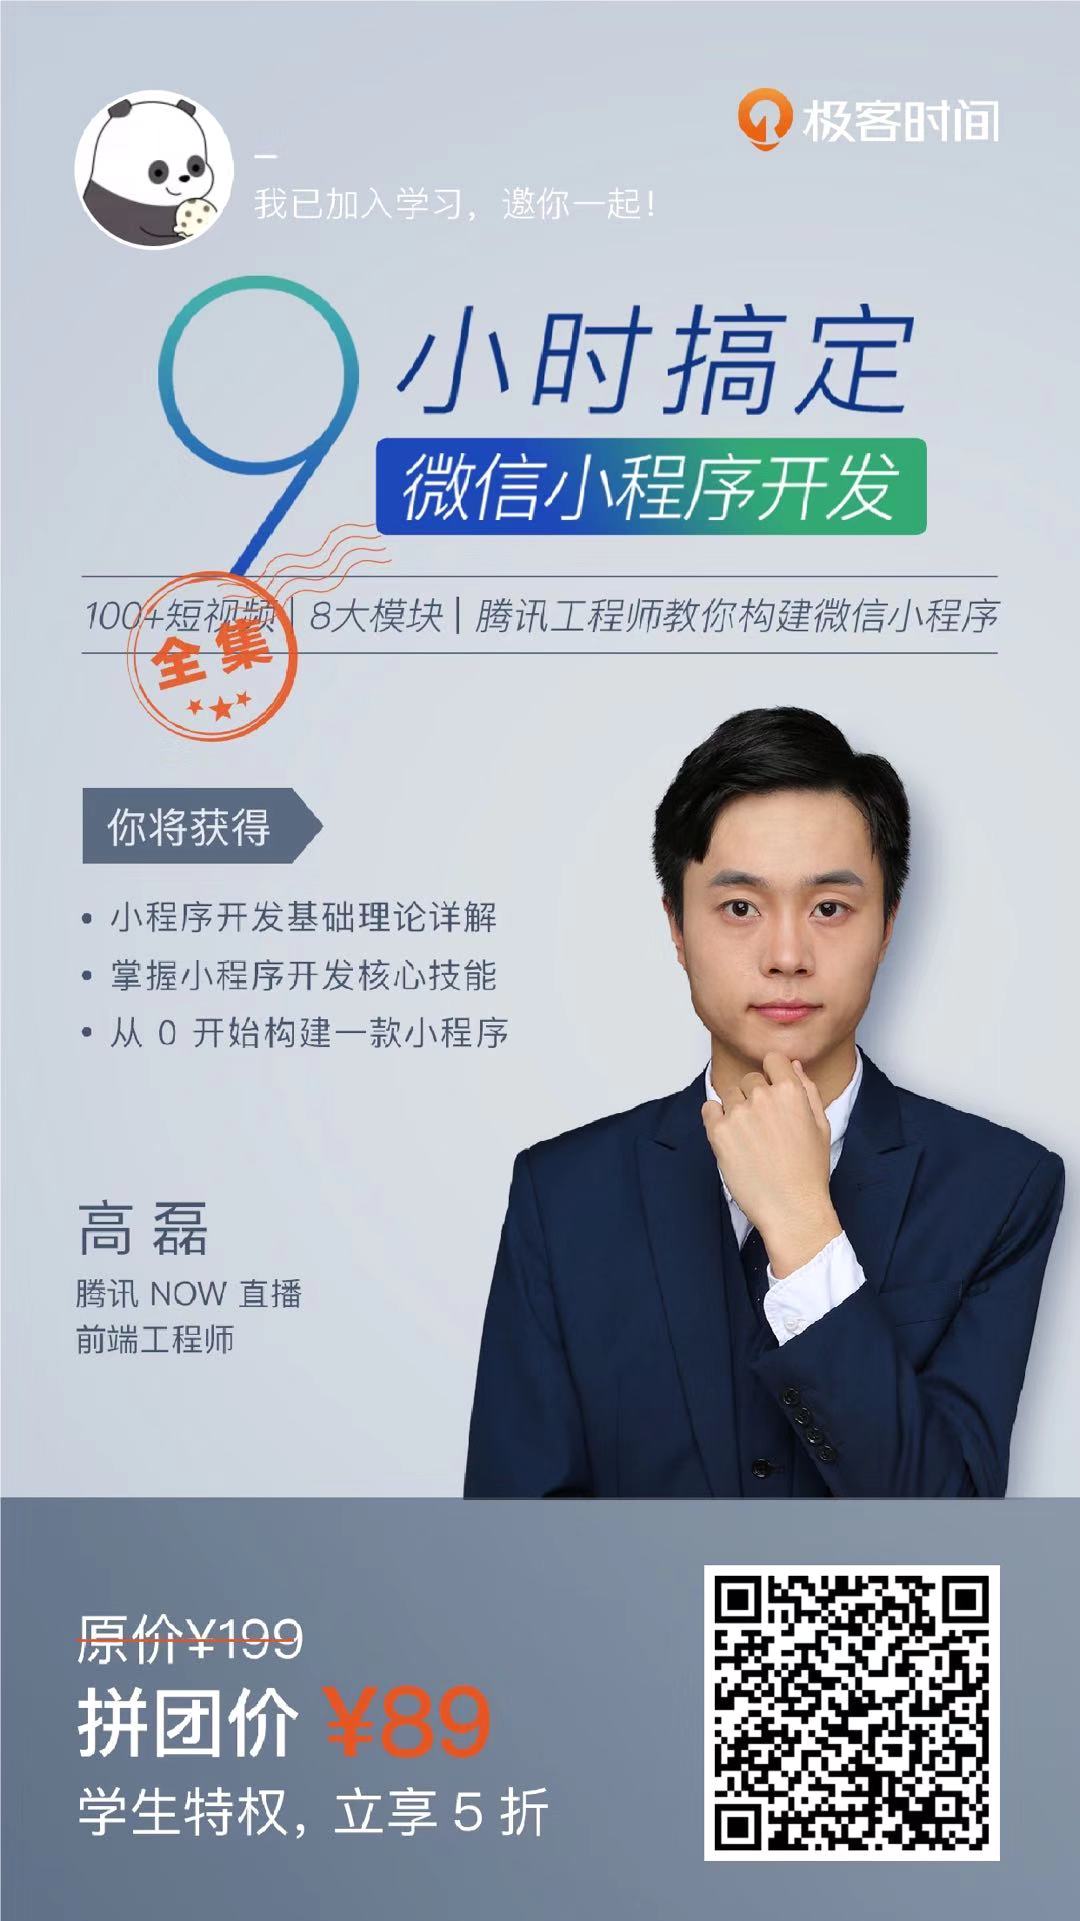 极客时间
–
我已加入学习，邀你一起！
9
小时搞定
微信小程序开发
100+短视频 | 8大模块 | 腾讯工程师教你构建微信小程序
全集
你将获得
• 小程序开发基础理论详解
• 掌握小程序开发核心技能
• 从 0 开始构建一款小程序
高磊
腾讯 NOW 直播
前端工程师
原价¥199
拼团价 ¥89
学生特权，立享 5 折